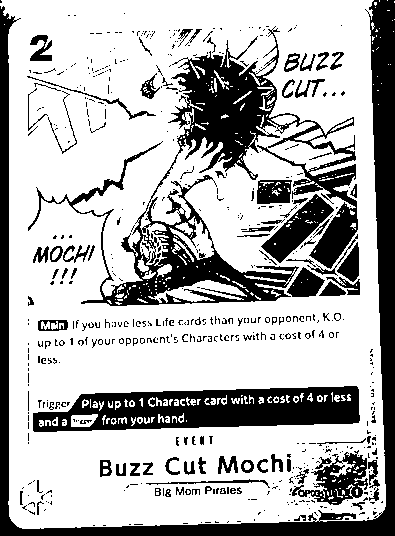 2
BUZZ
CUT...
...
MOCHI
!!!
Main If you have less Life cards than your opponent, K.O.
up to 1 of your opponent's Characters with a cost of 4 or
less.
Trigger Play up to 1 Character card with a cost of 4 or less
and a Trigger from your hand.
EVENT
Buzz Cut Mochi
Big Mom Pirates